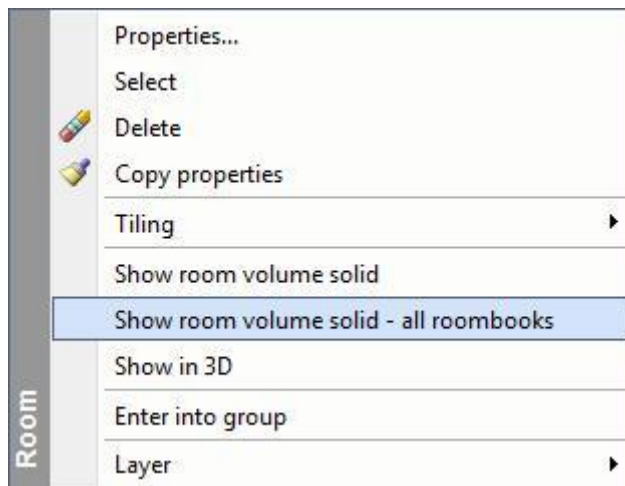 Properties...
Select
Delete
Copy properties
Tiling
Show room volume solid
Show room volume solid - all roombooks
Show in 3D
Enter into group
Layer
Room